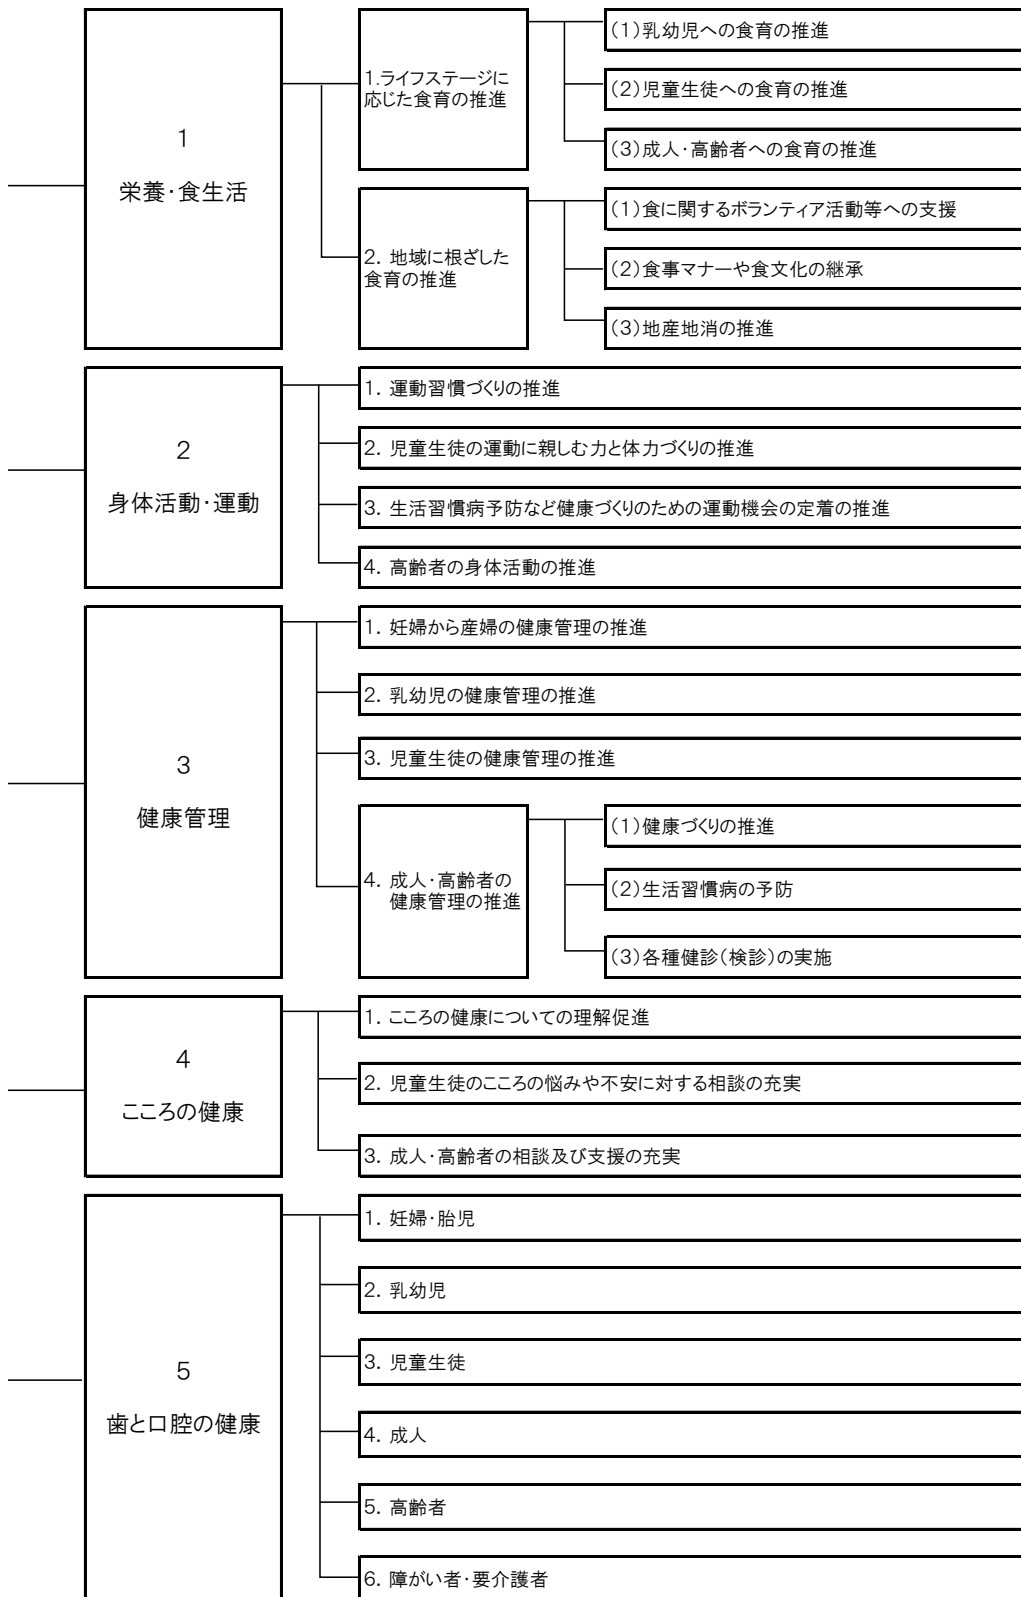 1
栄養・食生活
1.ライフステージに
応じた食育の推進
(1)乳幼児への食育の推進
(2)児童生徒への食育の推進
(3)成人・高齢者への食育の推進
2. 地域に根ざした
食育の推進
(1)食に関するボランティア活動等への支援
(2)食事マナーや食文化の継承
(3)地産地消の推進
2
身体活動・運動
1. 運動習慣づくりの推進
2. 児童生徒の運動に親しむ力と体力づくりの推進
3. 生活習慣病予防など健康づくりのための運動機会の定着の推進
4. 高齢者の身体活動の推進
3
健康管理
1. 妊婦から産婦の健康管理の推進
2. 乳幼児の健康管理の推進
3. 児童生徒の健康管理の推進
4. 成人・高齢者の
健康管理の推進
(1)健康づくりの推進
(2)生活習慣病の予防
(3)各種健診(検診)の実施
4
こころの健康
1. こころの健康についての理解促進
2. 児童生徒のこころの悩みや不安に対する相談の充実
3. 成人・高齢者の相談及び支援の充実
5
歯と口腔の健康
1. 妊婦・胎児
2. 乳幼児
3. 児童生徒
4. 成人
5. 高齢者
6. 障がい者・要介護者